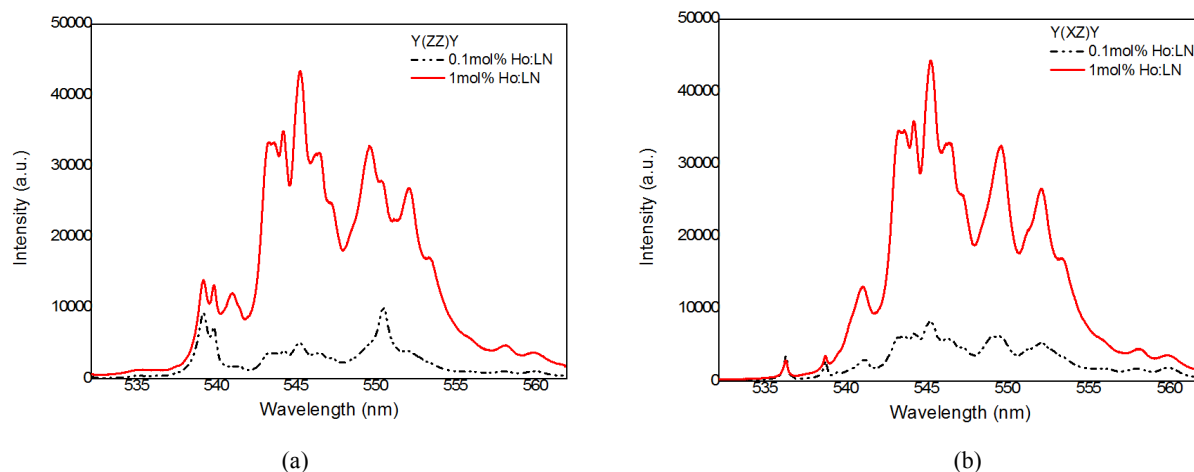 50000
40000
30000
20000
10000
0
Intensity (a.u.)
Y(ZZ)Y
0.1mol% Ho:LN
1mol% Ho:LN
535 540 545 550 555 560
Wavelength (nm)
(a)
50000
40000
30000
20000
10000
0
Intensity (a.u.)
Y(XZ)Y
0.1mol% Ho:LN
1mol% Ho:LN
535 540 545 550 555 560
Wavelength (nm)
(b)